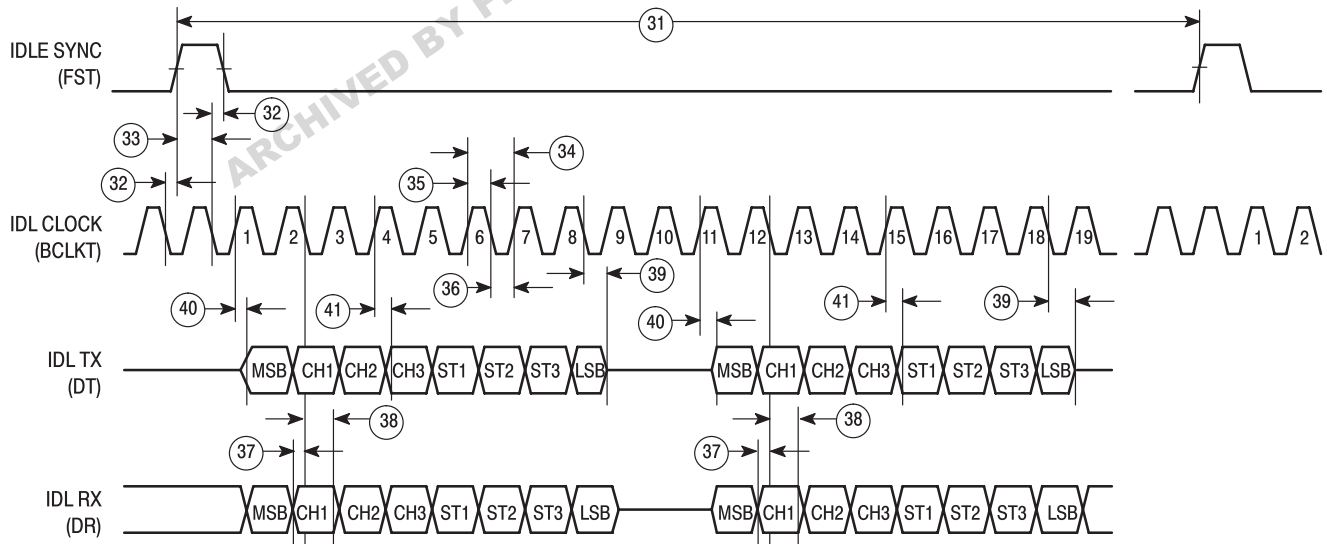 31
IDLE SYNC
(FST)
ARCHIVED BY
32
33
34
35
32
IDL CLOCK
(BCLKT)
1 2 3 4 5 6 7 8 9 10 11 12 13 14 15 16 17 18 19 1 2
36 39
40 41 40 41 39
IDL TX
(DT)
MSB CH1 CH2 CH3 ST1 ST2 ST3 LSB MSB CH1 CH2 CH3 ST1 ST2 ST3 LSB
38 38
37 37
IDL RX
(DR)
MSB CH1 CH2 CH3 ST1 ST2 ST3 LSB MSB CH1 CH2 CH3 ST1 ST2 ST3 LSB